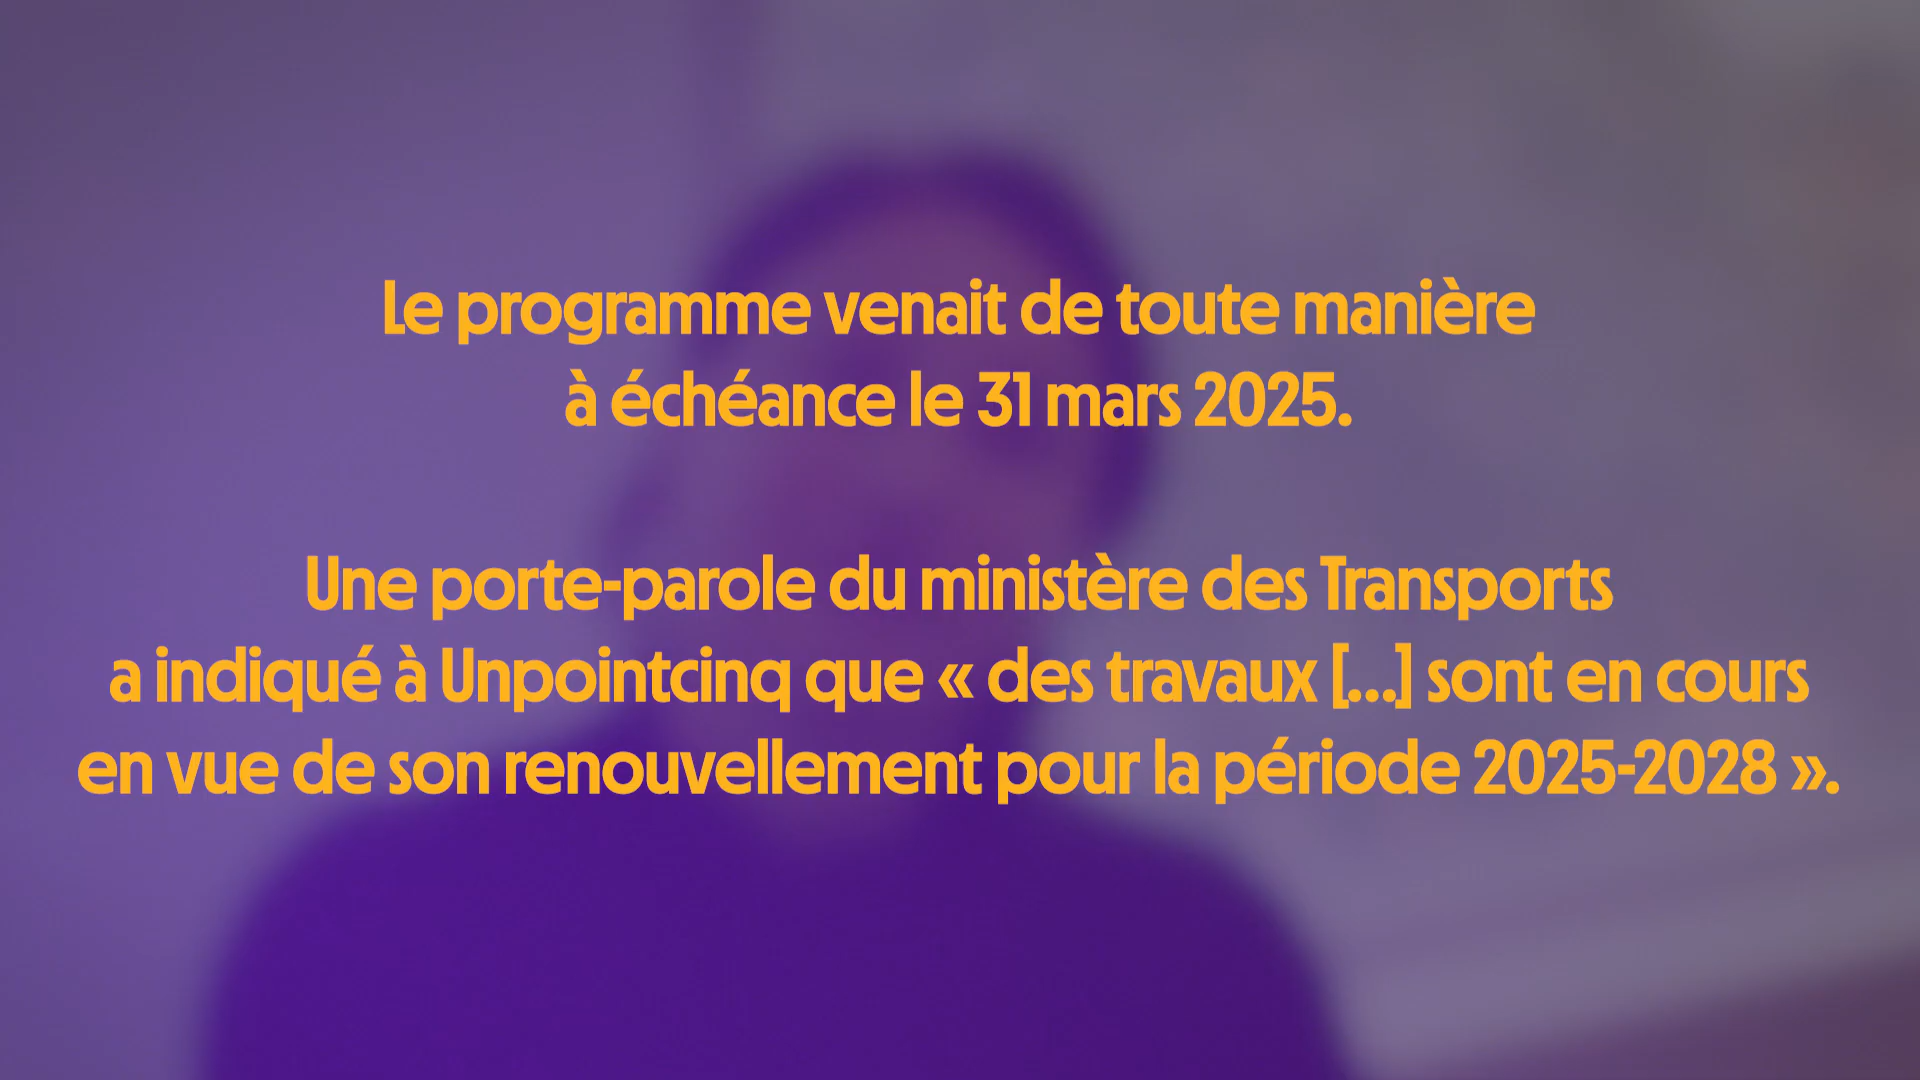 Le programme venait de toute manière
à échéance le 31 mars 2025.
Une porte-parole du ministère des Transports
a indiqué à Unpointcinq que « des travaux [...] sont en cours
en vue de son renouvellement pour la période 2025-2028 ».